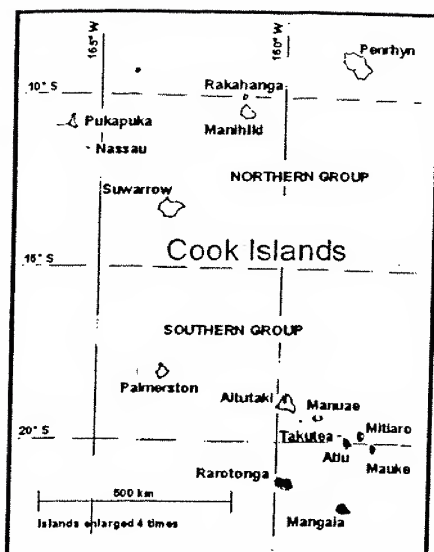 165° W
160° W
Penrhyn
10° S
Rakahanga
Pukapuka
Manihiki
Nassau
NORTHERN GROUP
Suwarrow
Cook Islands
15° S
SOUTHERN GROUP
Palmerston
Aitutaki
Manuae
Takutea
Mitiaro
20° S
Atiu
Mauke
Rarotonga
500 km
Mangaia
Islands enlarged 4 times